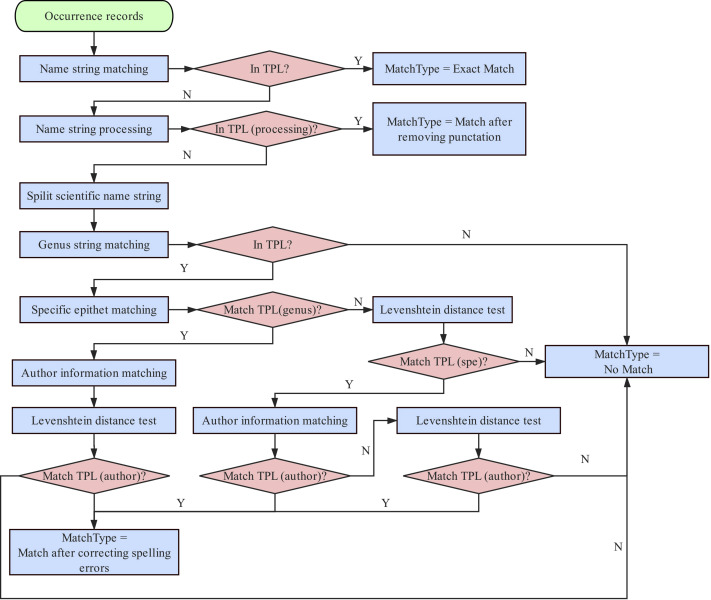 Occurrence records
Name string matching
In TPL?
Y
MatchType = Exact Match
N
Name string processing
In TPL (processing)?
Y
MatchType = Match after
removing punctation
N
Spilit scientific name string
Genus string matching
In TPL?
N
Y
Specific epithet matching
Match TPL(genus)?
N
Levenshtein distance test
Y
Match TPL (spe)?
N
MatchType =
No Match
Author information matching
Y
Levenshtein distance test
Author information matching
Levenshtein distance test
N
Match TPL (author)?
Match TPL (author)?
Match TPL (author)?
N
Y
Y
Y
MatchType =
Match after correcting spelling
errors
N